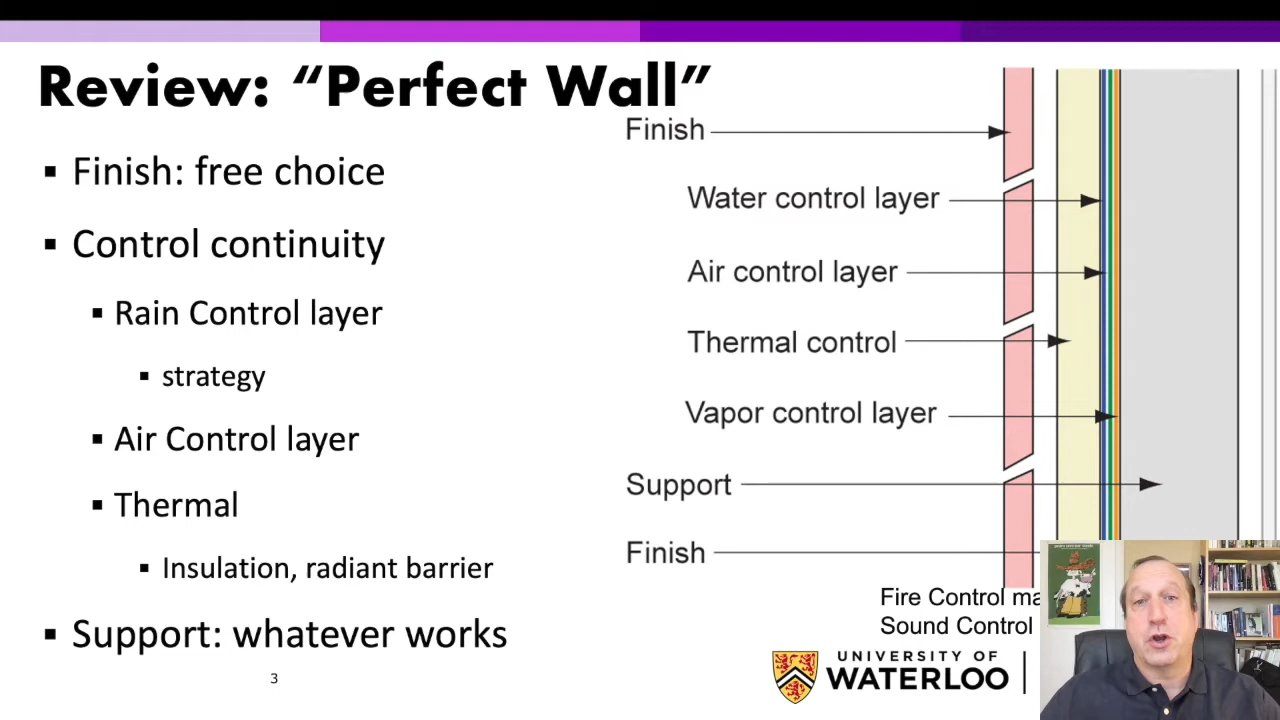 Review: “Perfect Wall”
▪ Finish: free choice
▪ Control continuity
▪ Rain Control layer
▪ strategy
▪ Air Control layer
▪ Thermal
▪ Insulation, radiant barrier
▪ Support: whatever works
3
Finish
Water control layer
Air control layer
Thermal control
Vapor control layer
Support
Finish
Fire Control
Sound Control
UNIVERSITY OF
WATERLOO